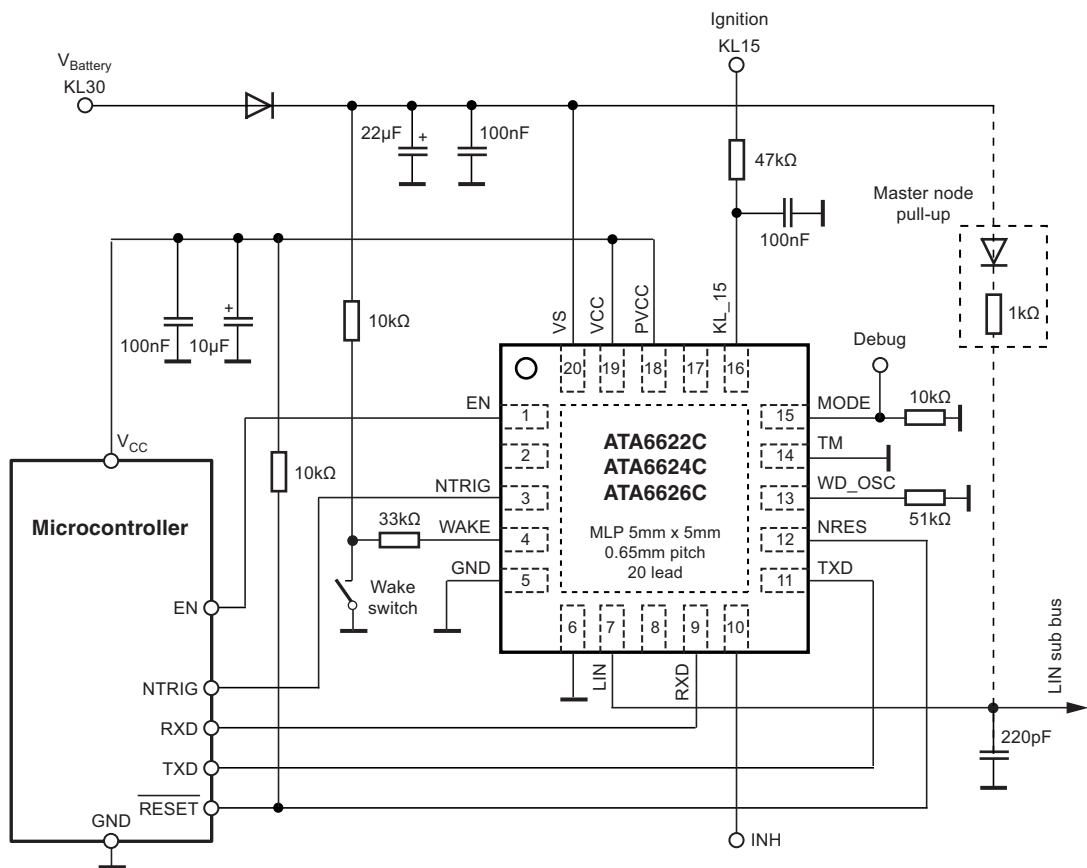 Ignition
KL15
V_Battery
KL30
22µF
+
100nF
47kΩ
100nF
Master node
pull-up
1kΩ
100nF
+
10µF
10kΩ
VS
VCC
PVCC
KL_15
Debug
20
19
18
17
16
EN
1
2
NTRIG
3
33kΩ
WAKE
4
GND
5
ATA6622C
ATA6624C
ATA6626C
MLP 5mm x 5mm
0.65mm pitch
20 lead
15
MODE
10kΩ
14
TM
13
WD_OSC
51kΩ
12
NRES
11
TXD
6
7
8
9
10
LIN
RXD
V_CC
10kΩ
Microcontroller
Wake
switch
EN
NTRIG
RXD
TXD
RESET
GND
LIN sub bus
220pF
INH